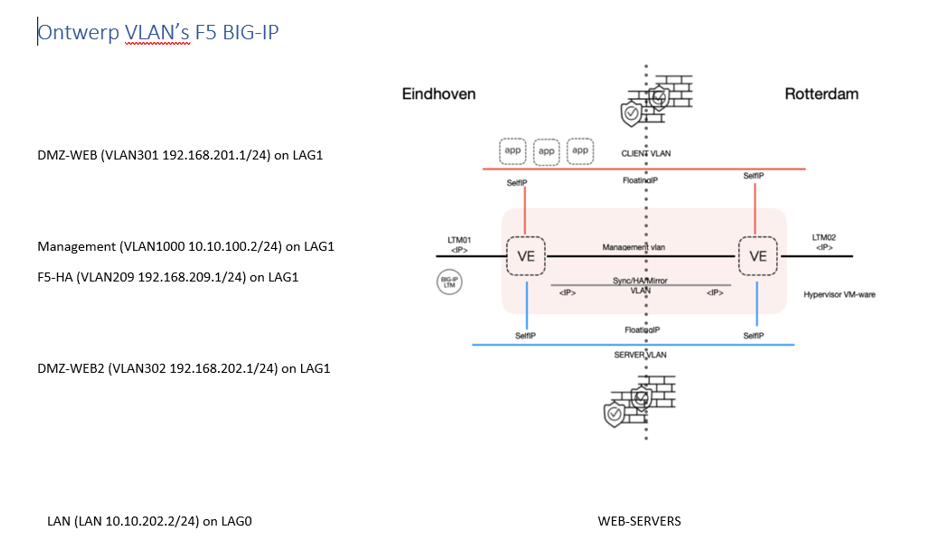 Ontwerp VLAN's F5 BIG-IP
Eindhoven
Rotterdam
DMZ-WEB (VLAN301 192.168.201.1/24) on LAG1
app app app
CLIENT VLAN
SelfIP
FloatingIP
SelfIP
LTM01
<IP>
LTM02
<IP>
Management (VLAN1000 10.10.100.2/24) on LAG1
Management vlan
VE
VE
F5-HA (VLAN209 192.168.209.1/24) on LAG1
BIG-IP
LTM
Sync/HA/Mirror
VLAN
<IP>
<IP>
Hypervisor VM-ware
SelfIP
FloatingIP
SelfIP
SERVER VLAN
DMZ-WEB2 (VLAN302 192.168.202.1/24) on LAG1
LAN (LAN 10.10.202.2/24) on LAG0
WEB-SERVERS